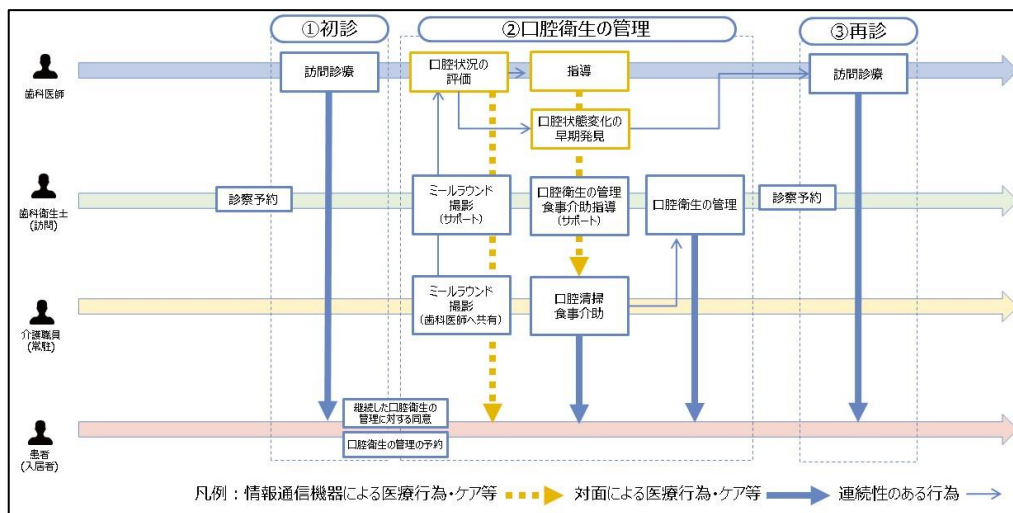 ①初診
②口腔衛生の管理
③再診
歯科医師
訪問診療
口腔状況の
評価
指導
訪問診療
口腔状態変化の
早期発見
歯科衛生士
(訪問)
診察予約
ミールラウンド
撮影
(サポート)
口腔衛生の管理
食事介助指導
(サポート)
口腔衛生の管理
診察予約
介護職員
(常駐)
ミールラウンド
撮影
(歯科医師へ共有)
口腔清掃
食事介助
患者
(入居者)
継続した口腔衛生の
管理に対する同意
口腔衛生の管理の予約
凡例：情報通信機器による医療行為・ケア等
対面による医療行為・ケア等
連続性のある行為